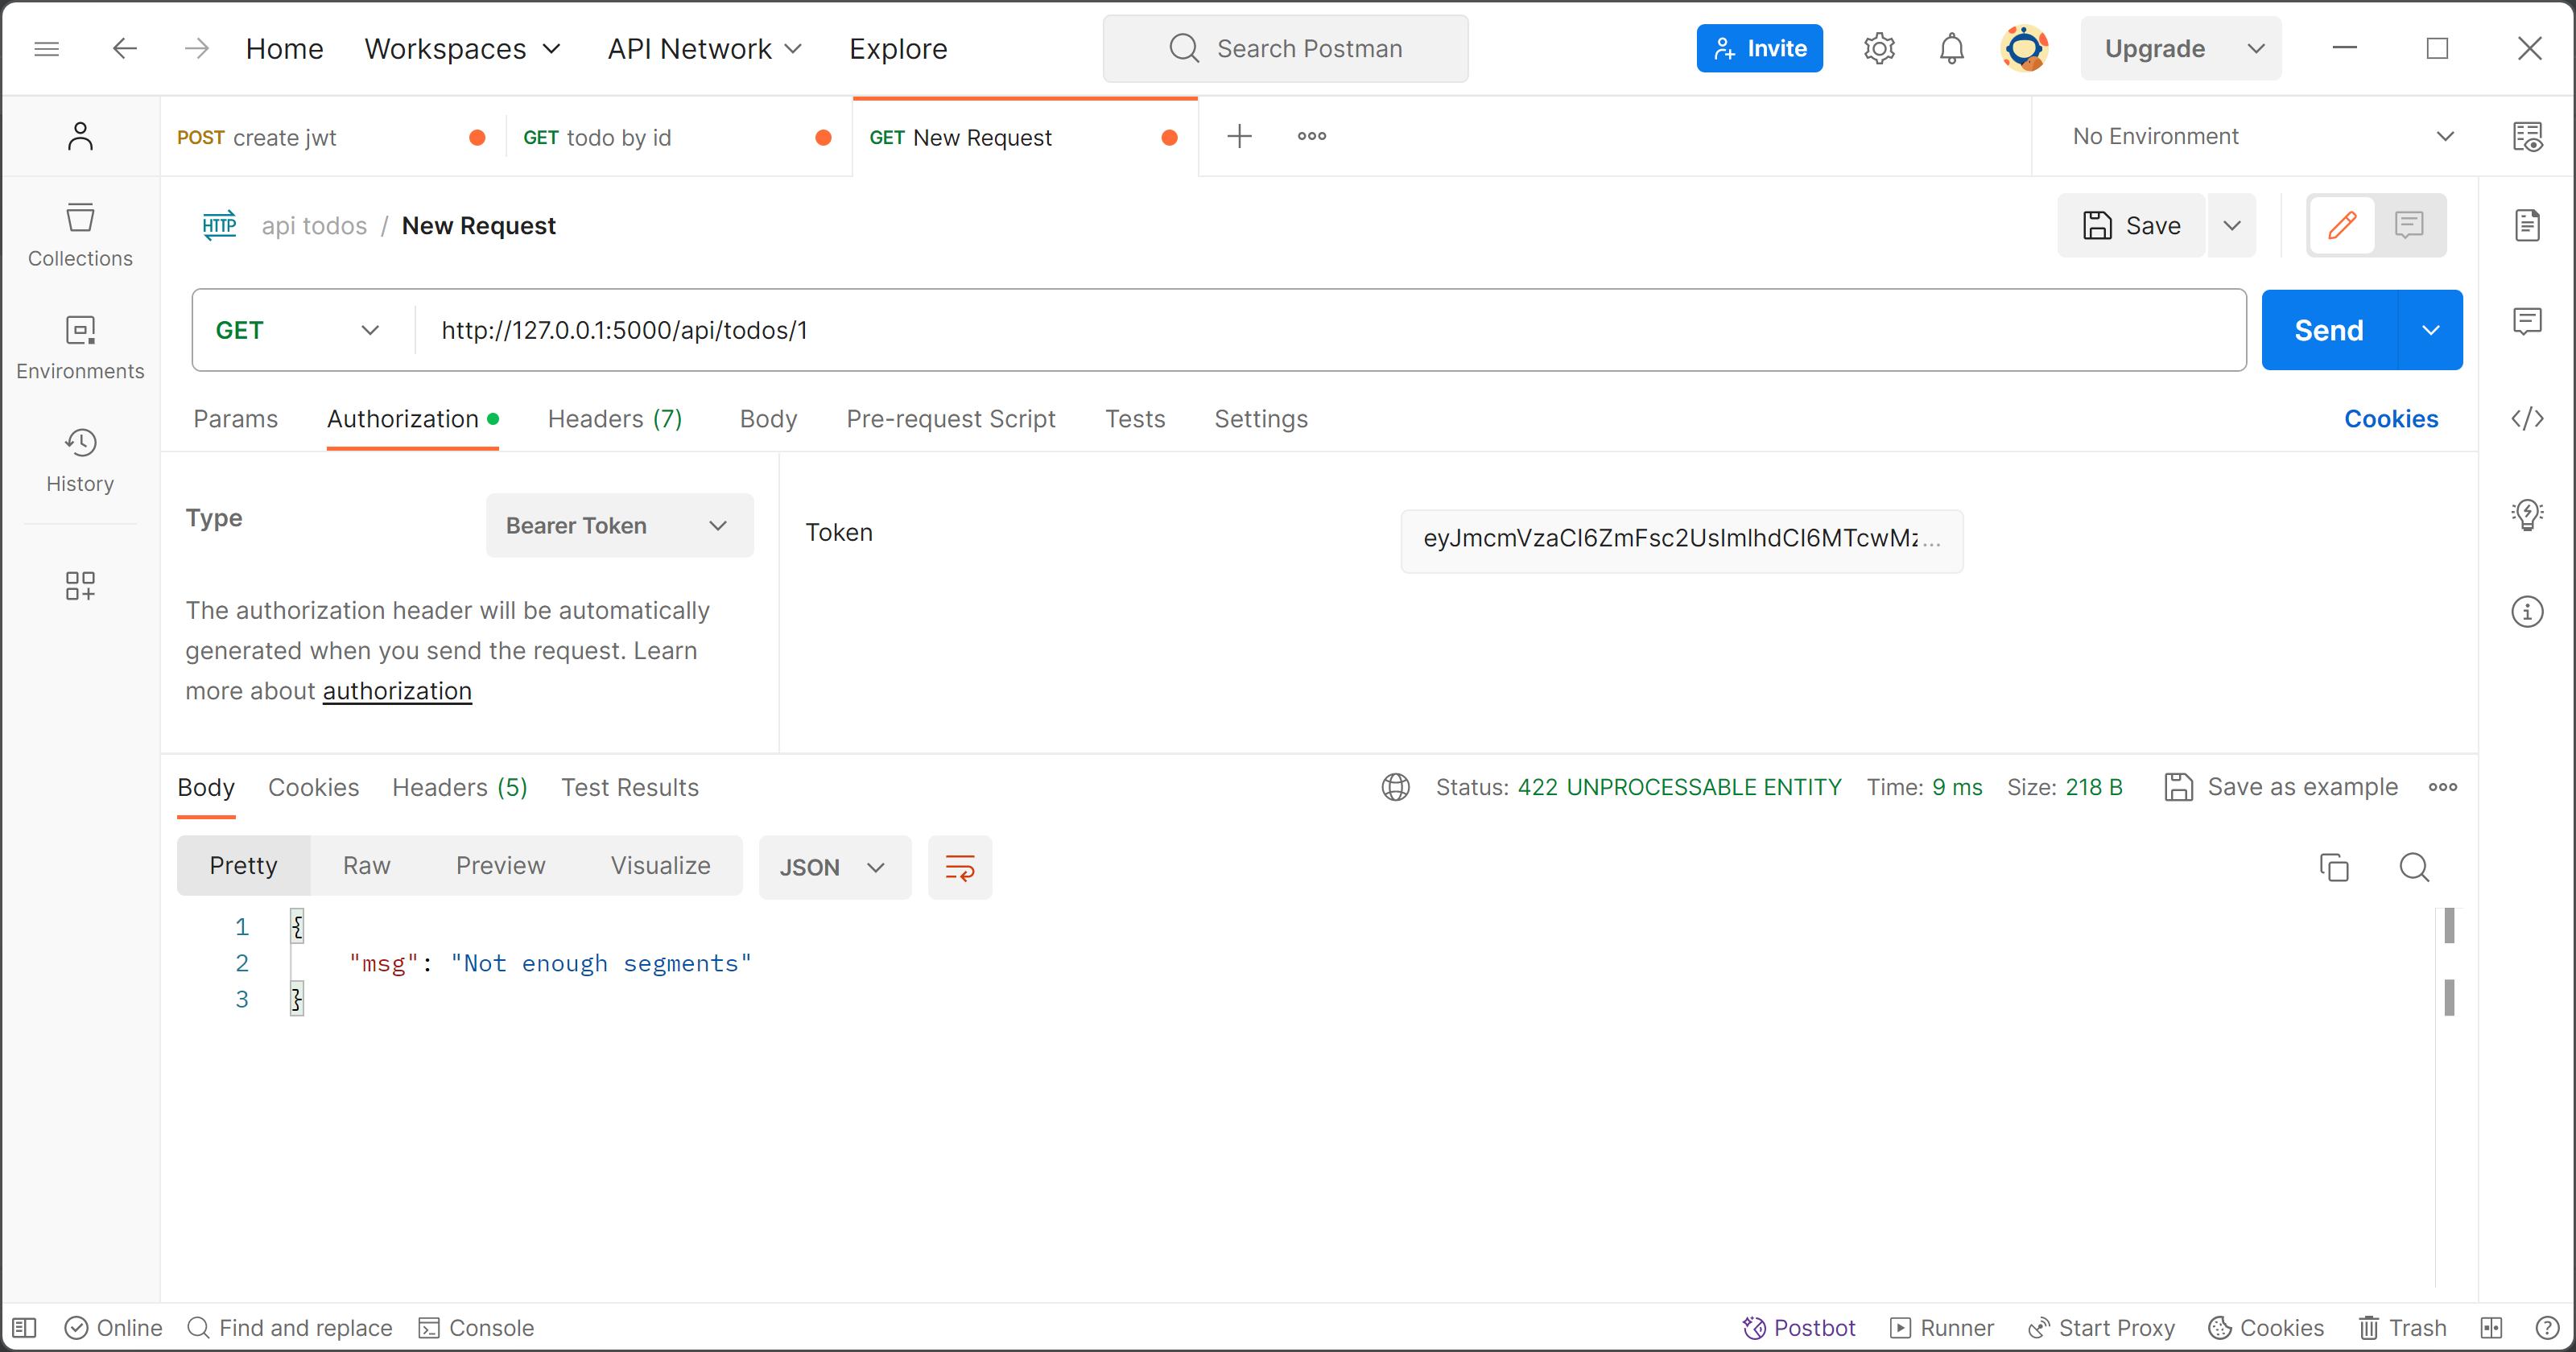 Home Workspaces API Network Explore Search Postman Invite Upgrade
POST create jwt GET todo by id GET New Request No Environment
HTTP api todos / New Request Save
Collections
GET http://127.0.0.1:5000/api/todos/1 Send
Environments
Params Authorization Headers (7) Body Pre-request Script Tests Settings Cookies
History
Type Bearer Token
Token eyJmcmVzaCI6ZmFsc2UsImlhdCI6MTcwMz...
The authorization header will be automatically
generated when you send the request. Learn
more about authorization
Body Cookies Headers (5) Test Results Status: 422 UNPROCESSABLE ENTITY Time: 9 ms Size: 218 B Save as example
Pretty Raw Preview Visualize JSON
1 {
2 "msg": "Not enough segments"
3 }
Online Find and replace Console Postbot Runner Start Proxy Cookies Trash